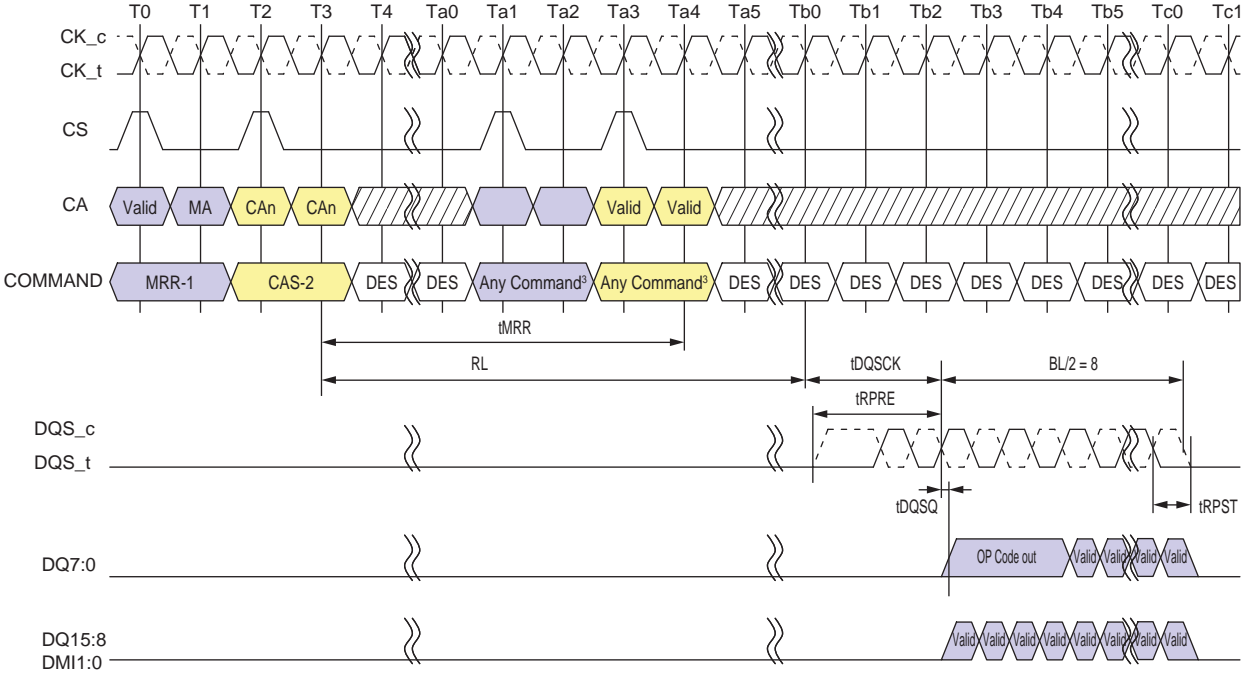 T0 T1 T2 T3 T4 Ta0 Ta1 Ta2 Ta3 Ta4 Ta5 Tb0 Tb1 Tb2 Tb3 Tb4 Tb5 Tc0 Tc1
CK_c
CK_t
CS
CA Valid MA CAn CAn Valid Valid
COMMAND MRR-1 CAS-2 DES DES Any Command³ Any Command³ DES DES DES DES DES DES DES DES DES
tMRR
RL tDQSCK BL/2 = 8
tRPRE
DQS_c
DQS_t
tDQSQ tRPST
DQ7:0 OP Code out Valid Valid Valid Valid
DQ15:8 Valid Valid Valid Valid Valid Valid Valid Valid
DMI1:0